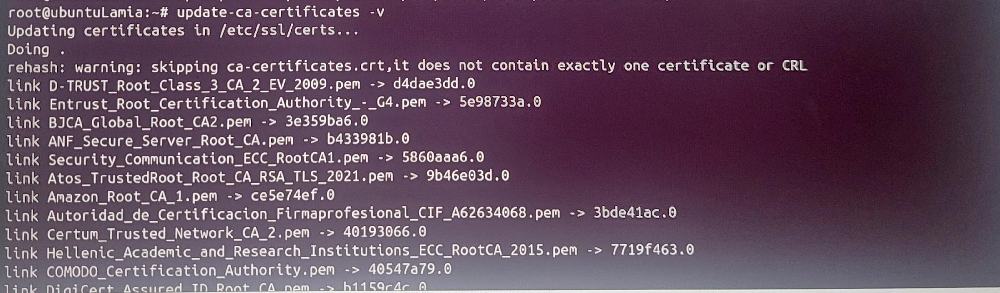 root@ubuntuLamia:~# update-ca-certificates -v
Updating certificates in /etc/ssl/certs...
Doing .
rehash: warning: skipping ca-certificates.crt,it does not contain exactly one certificate or CRL
link D-TRUST_Root_Class_3_CA_2_EV_2009.pem -> d4dae3dd.0
link Entrust_Root_Certification_Authority_-_G4.pem -> 5e98733a.0
link BJCA_Global_Root_CA2.pem -> 3e359ba6.0
link ANF_Secure_Server_Root_CA.pem -> b433981b.0
link Security_Communication_ECC_RootCA1.pem -> 5860aaa6.0
link Atos_TrustedRoot_Root_CA_RSA_TLS_2021.pem -> 9b46e03d.0
link Amazon_Root_CA_1.pem -> ce5e74ef.0
link Autoridad_de_Certificacion_Firmaprofesional_CIF_A62634068.pem -> 3bde41ac.0
link Certum_Trusted_Network_CA_2.pem -> 40193066.0
link Hellenic_Academic_and_Research_Institutions_ECC_RootCA_2015.pem -> 7719f463.0
link COMODO_Certification_Authority.pem -> 40547a79.0
link DigiCert_Assured_ID_Root_CA.pem -> b1159c4c.0